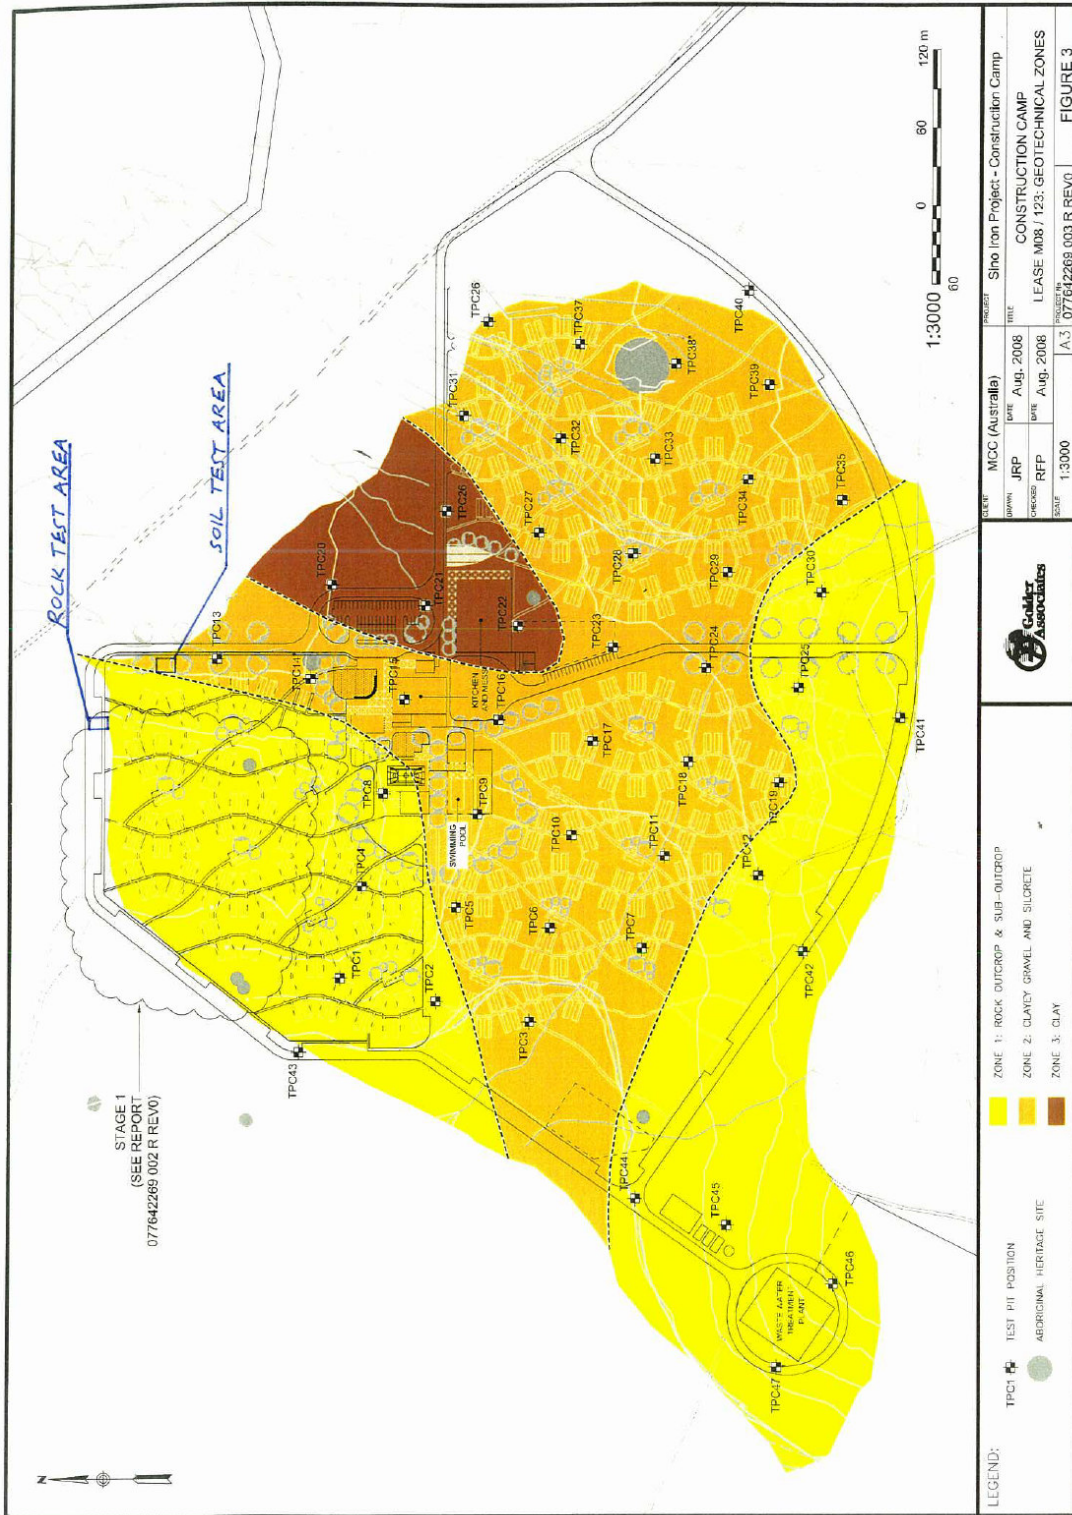 ROCK TEST AREA
SOIL TEST AREA
STAGE 1
(SEE REPORT
077642269 002 R REV0)
N
TPC43
TPC1
TPC2
TPC4
TPC8
TPC13
TPC14*
TPC15
TPC16
KITCHEN
AND MESS
TPC20
TPC21
TPC22
TPC26
TPC31
TPC26
TPC3
TPC5
TPC6
TPC7
SWIMMING
POOL
TPC9
TPC10
TPC11
TPC17
TPC18
TPC23
TPC24
TPC27
TPC28
TPC29
TPC32
TPC33
TPC34
TPC35
TPC37
TPC38*
TPC39
TPC40
TPC44
TPC45
TPC46
TPC47
WASTE WATER
TREATMENT
PLANT
TPC42
TPC12
TPC19
TPC25
TPC30
TPC41
1:3000
60
0
60
120 m
LEGEND:
TPC1
TEST PIT POSITION
ABORIGINAL HERITAGE SITE
ZONE 1: ROCK OUTCROP & SUB-OUTCROP
ZONE 2: CLAYEY GRAVEL AND SILCRETE
ZONE 3: CLAY
Golder
Associates
CLIENT
MCC (Australia)
PROJECT
Sino Iron Project - Construction Camp
DRAWN
JRP
DATE
Aug. 2008
CHECKED
RFP
DATE
Aug. 2008
TITLE
CONSTRUCTION CAMP
LEASE M08 / 123: GEOTECHNICAL ZONES
SCALE
1:3000
A3
PROJECT No
077642269 003 R REV0
FIGURE 3